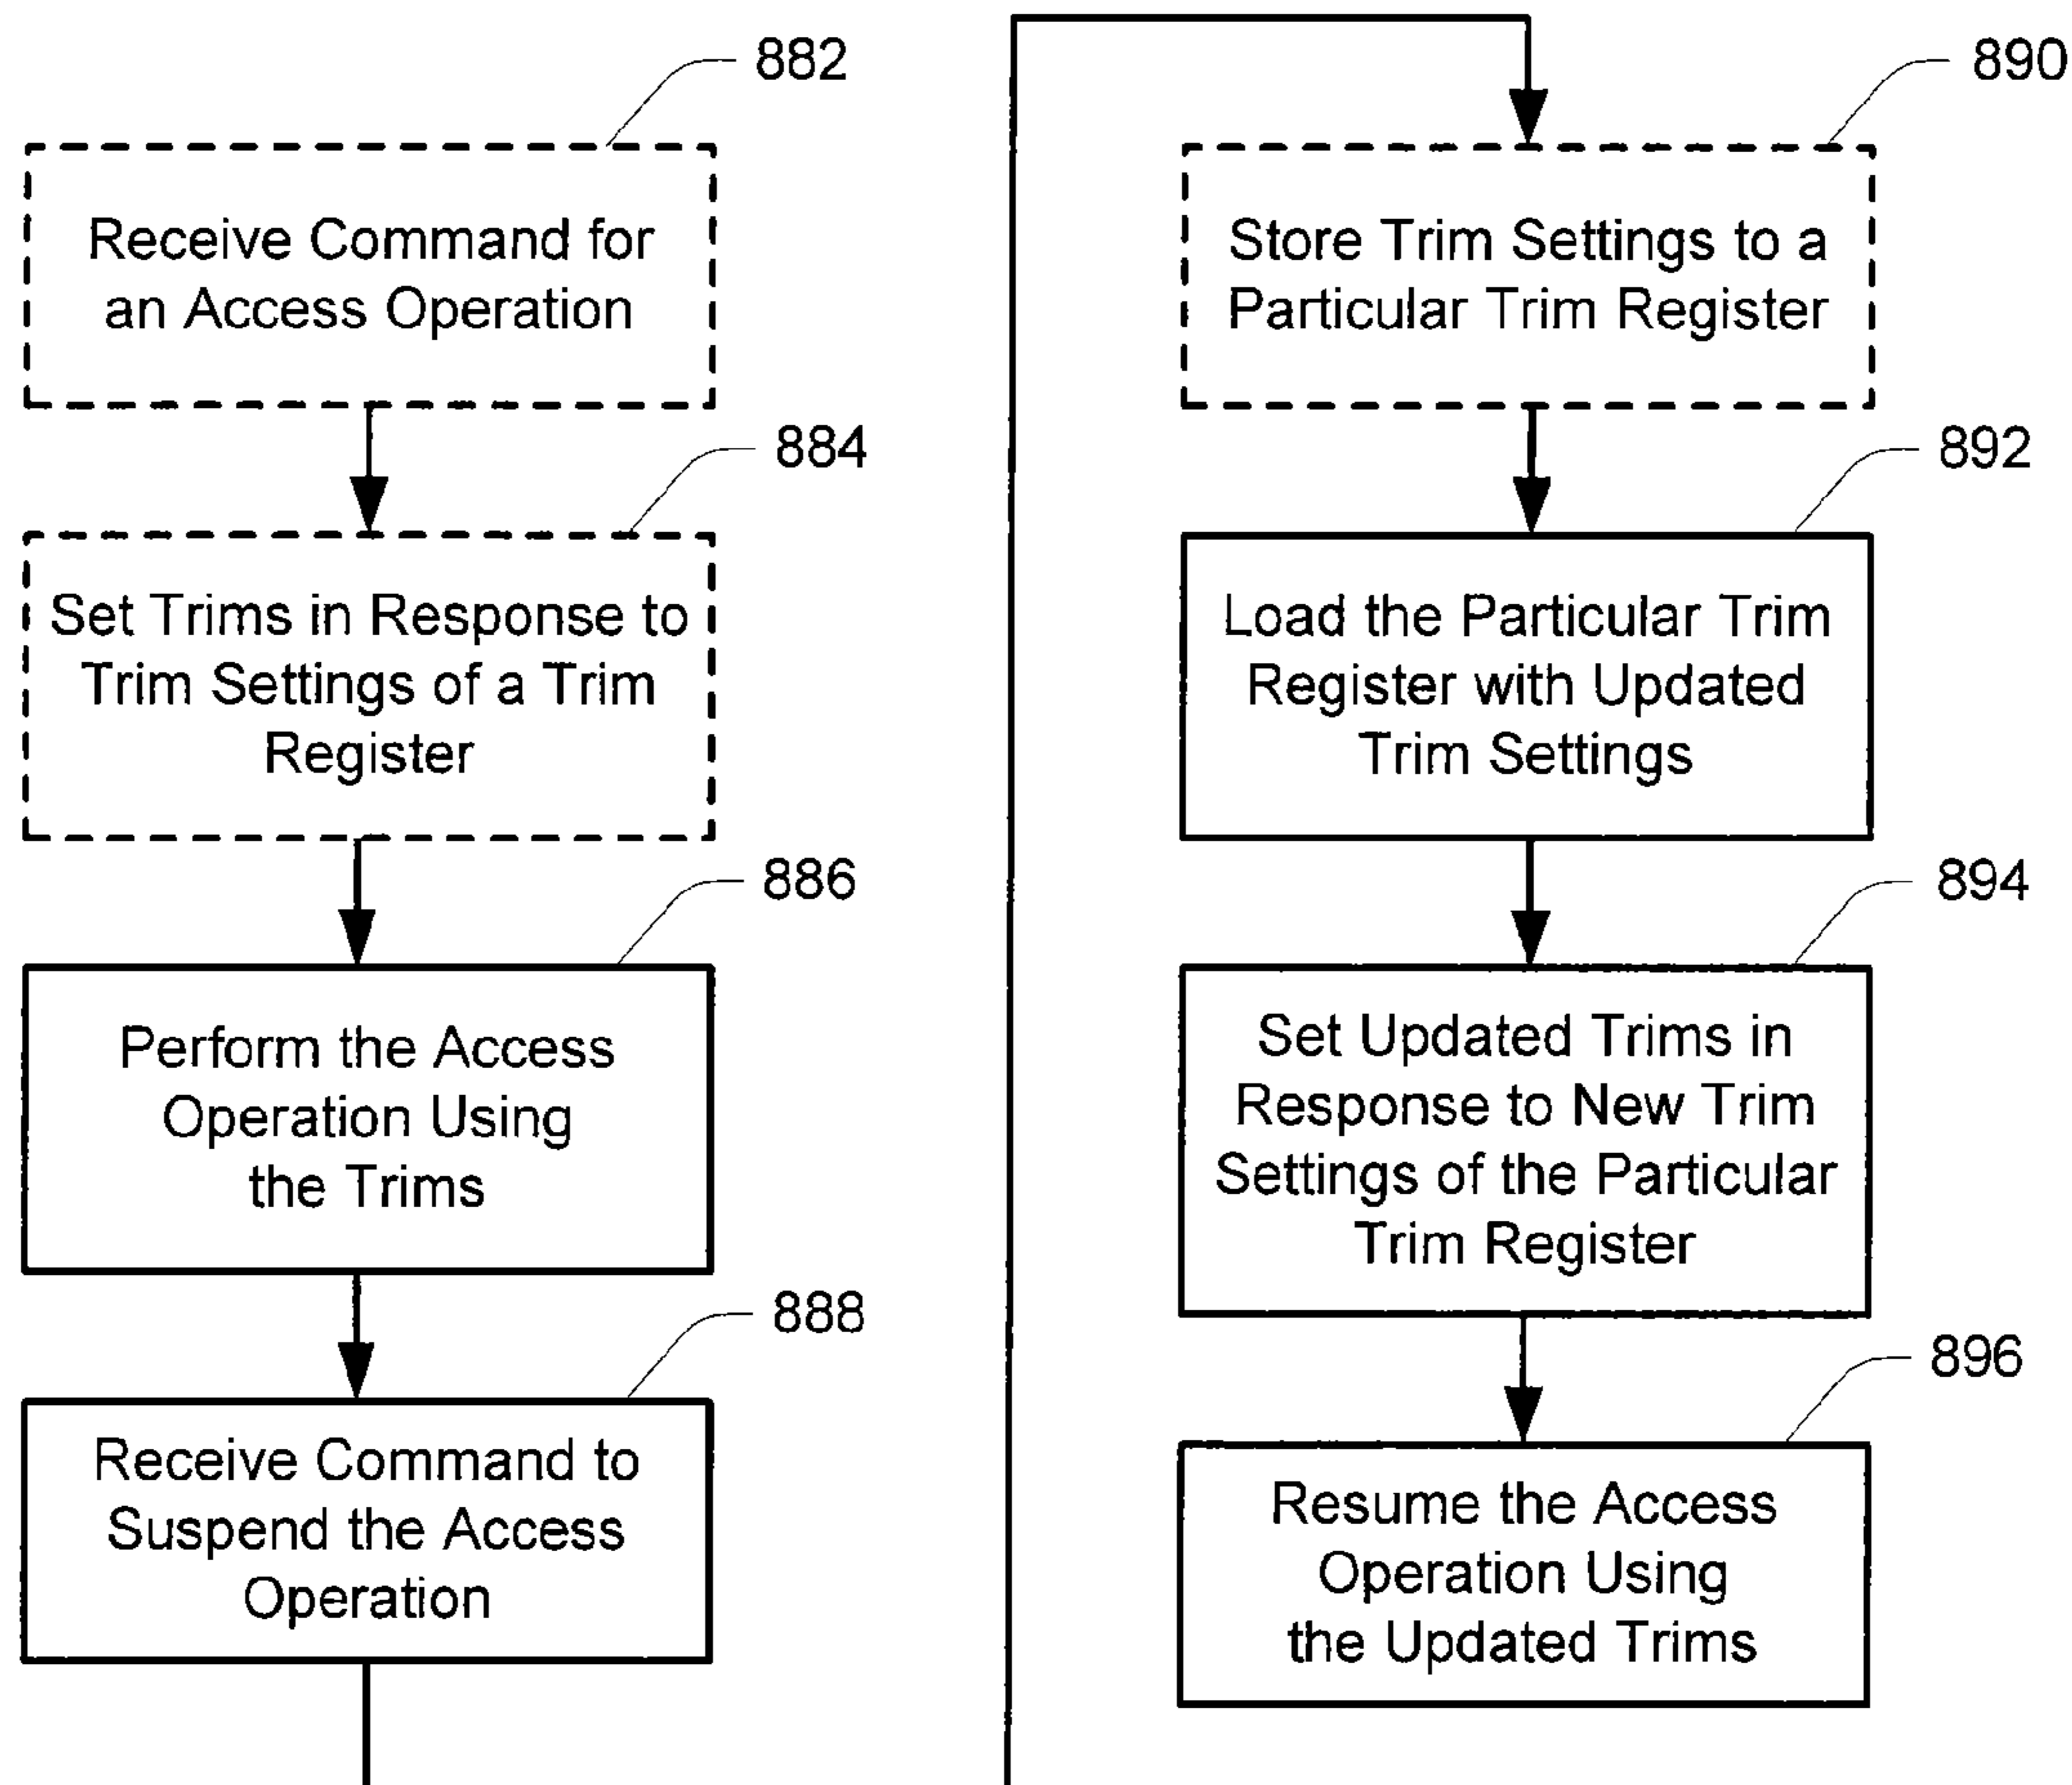 882
Receive Command for
an Access Operation
884
Set Trims in Response to
Trim Settings of a Trim
Register
886
Perform the Access
Operation Using
the Trims
888
Receive Command to
Suspend the Access
Operation
890
Store Trim Settings to a
Particular Trim Register
892
Load the Particular Trim
Register with Updated
Trim Settings
894
Set Updated Trims in
Response to New Trim
Settings of the Particular
Trim Register
896
Resume the Access
Operation Using
the Updated Trims